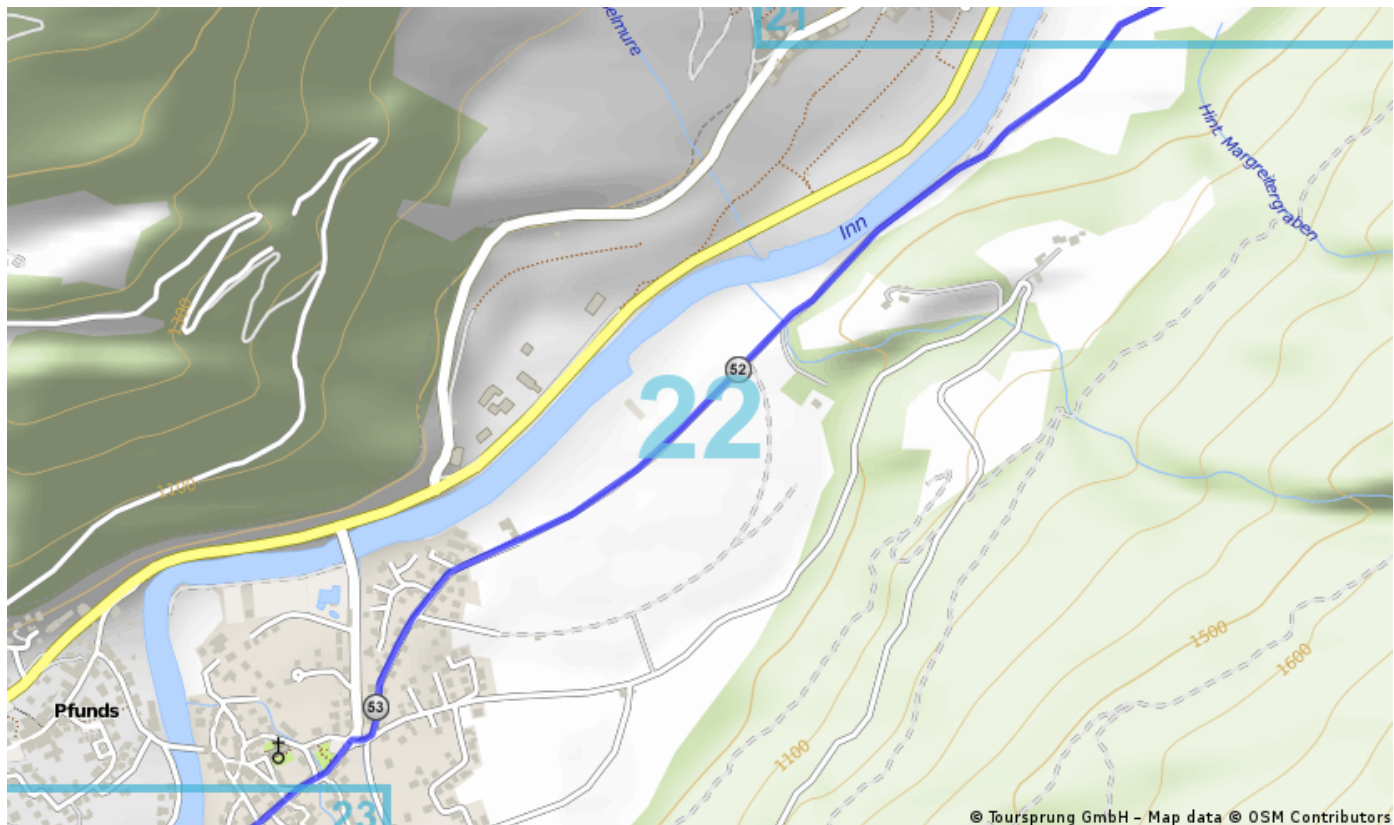 21
elmure
Hint. Margreitergraben
Inn
1300
52
22
1100
1500
1600
53
Pfunds
1100
23
© Toursprung GmbH – Map data © OSM Contributors